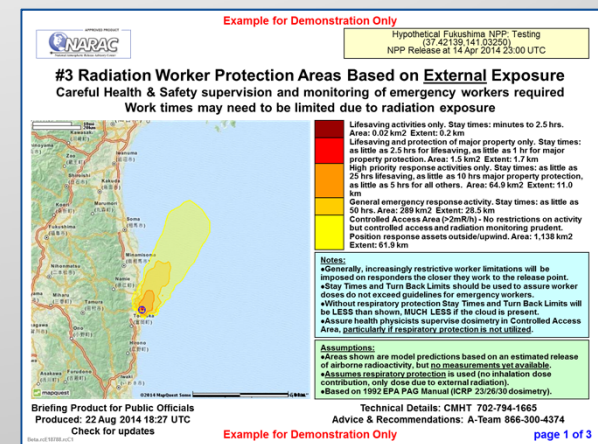 Example for Demonstration Only
NARAC
Hypothetical Fukushima NPP: Testing
(37.42139,141.03250)
NPP Release at 14 Apr 2014 23:00 UTC
#3 Radiation Worker Protection Areas Based on External Exposure
Careful Health & Safety supervision and monitoring of emergency workers required
Work times may need to be limited due to radiation exposure
Lifesaving activities only. Stay times: minutes to 2.5 hrs.
Area: 0.02 km2 Extent: 0.2 km
Lifesaving and protection of major property only. Stay times:
as little as 2.5 hrs for lifesaving, as little as 1 hr for major
property protection. Area: 1.5 km2 Extent: 1.7 km
High priority response activities only. Stay times: as little as
25 hrs lifesaving, as little as 10 hrs major property protection,
as little as 5 hrs for all others. Area: 64.9 km2 Extent: 11.0
km
General emergency response activity. Stay times: as little as
50 hrs. Area: 289 km2 Extent: 28.5 km
Controlled Access Area (>2mR/h) - No restrictions on activity
but controlled access and radiation monitoring prudent.
Position response assets outside/upwind. Area: 1,138 km2
Extent: 61.9 km
Notes:
●Generally, increasingly restrictive worker limitations will be
imposed on responders the closer they work to the release point.
●Stay Times and Turn Back Limits should be used to assure worker
doses do not exceed guidelines for emergency workers.
●Without respiratory protection Stay Times and Turn Back Limits will
be LESS than shown, MUCH LESS if the cloud is present.
●Assure health physicists supervise dosimetry in Controlled Access
Area, particularly if respiratory protection is not utilized.
Assumptions:
●Areas shown are model predictions based on an estimated release
of airborne radioactivity, but no measurements yet available.
●Assumes respiratory protection is used (no inhalation dose
contribution, only dose due to external radiation).
●Based on 1992 EPA PAG Manual (ICRP 23/26/30 dosimetry).
mapquest
Briefing Product for Public Officials
Produced: 22 Aug 2014 18:27 UTC
Check for updates
Technical Details: CMHT 702-794-1665
Advice & Recommendations: A-Team 866-300-4374
Example for Demonstration Only
page 1 of 3